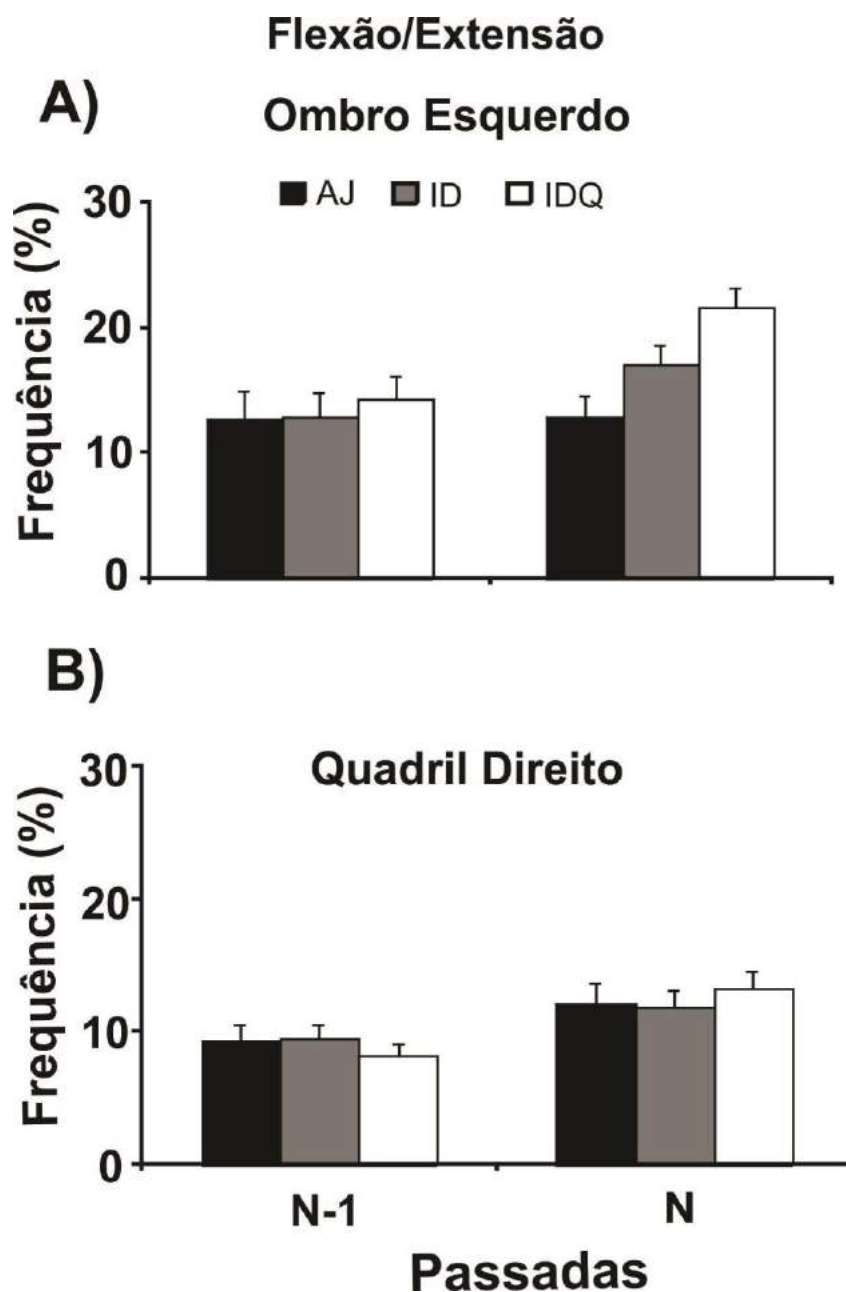 Flexão/Extensão
A)
Ombro Esquerdo
AJ ID IDQ
30
20
10
0
Frequência (%)
B)
Quadril Direito
30
20
10
0
Frequência (%)
N-1 N
Passadas